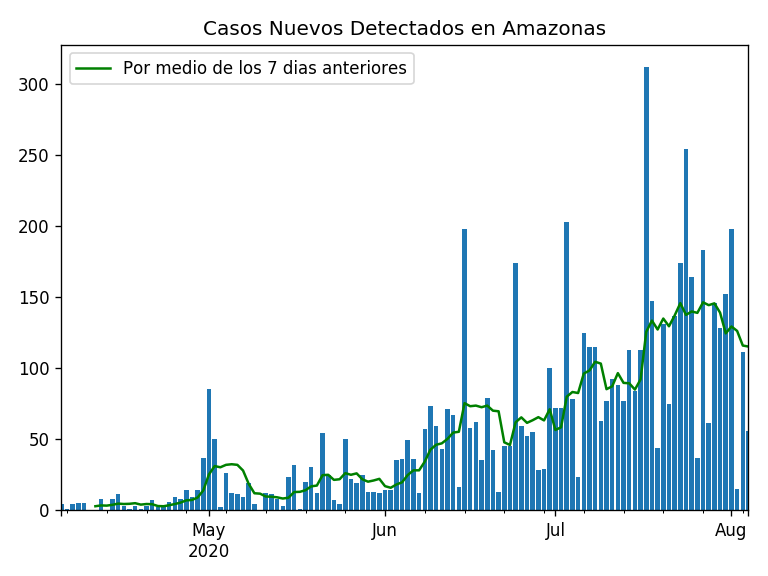 Casos Nuevos Detectados en Amazonas
Por medio de los 7 dias anteriores
300
250
200
150
100
50
0
May
2020
Jun
Jul
Aug